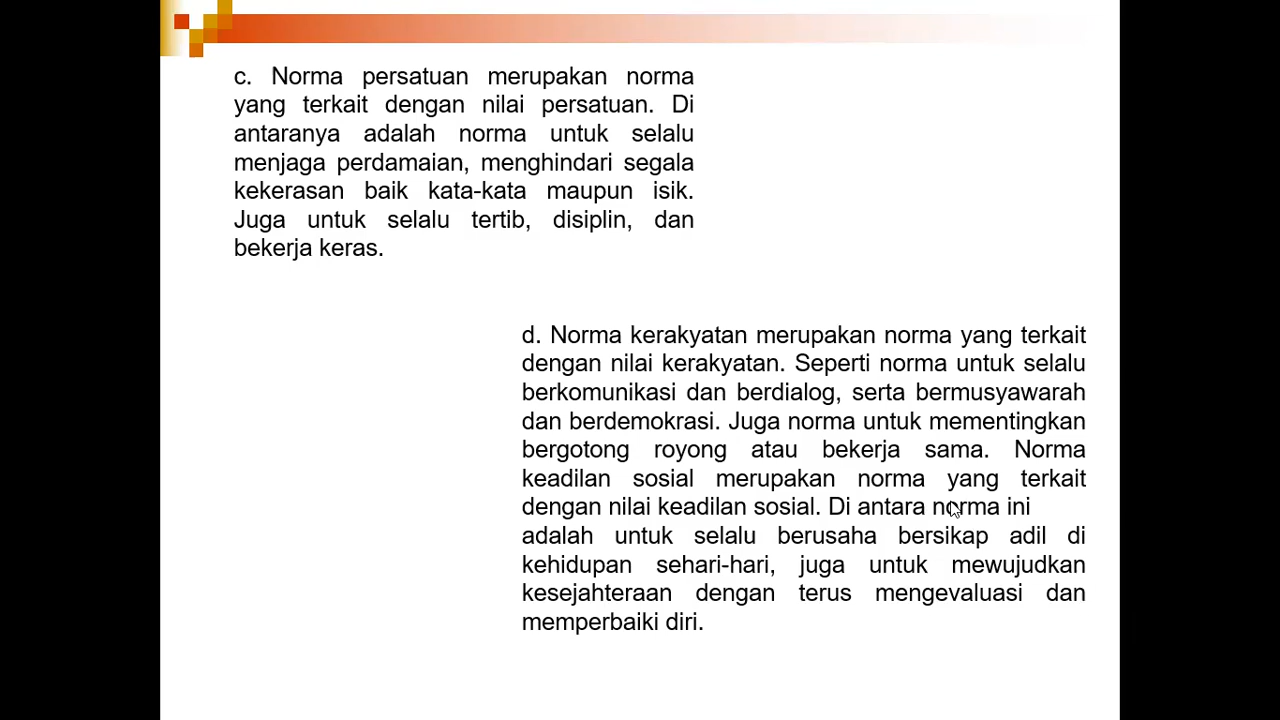 c. Norma persatuan merupakan norma
yang terkait dengan nilai persatuan. Di
antaranya adalah norma untuk selalu
menjaga perdamaian, menghindari segala
kekerasan baik kata-kata maupun isik.
Juga untuk selalu tertib, disiplin, dan
bekerja keras.
d. Norma kerakyatan merupakan norma yang terkait
dengan nilai kerakyatan. Seperti norma untuk selalu
berkomunikasi dan berdialog, serta bermusyawarah
dan berdemokrasi. Juga norma untuk mementingkan
bergotong royong atau bekerja sama. Norma
keadilan sosial merupakan norma yang terkait
dengan nilai keadilan sosial. Di antara norma ini
adalah untuk selalu berusaha bersikap adil di
kehidupan sehari-hari, juga untuk mewujudkan
kesejahteraan dengan terus mengevaluasi dan
memperbaiki diri.